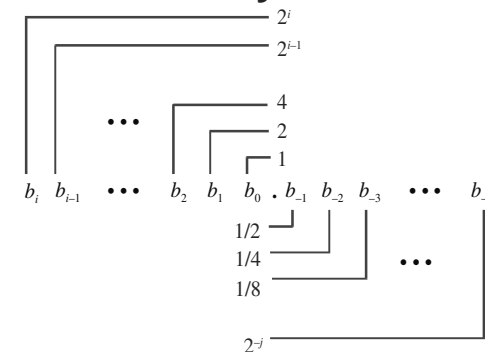 2^i
2^{i–1}
•••
4
2
1
b_i b_{i–1} ••• b_2 b_1 b_0 . b_{–1} b_{–2} b_{–3} •••
1/2
1/4
•••
1/8
2^{–j}